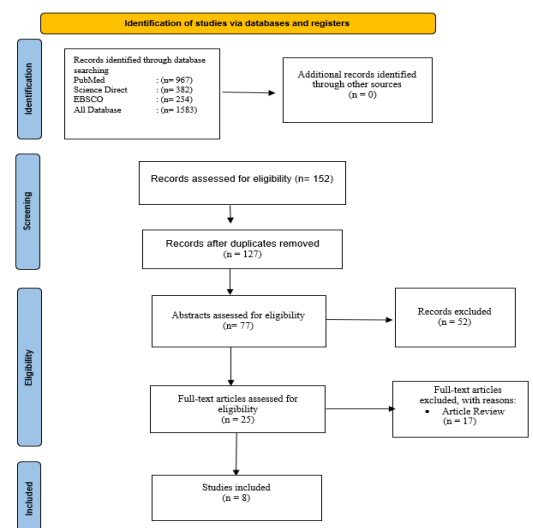 Identification of studies via databases and registers
Identification
Records identified through database
searching
PubMed : (n= 967)
Science Direct : (n= 382)
EBSCO : (n= 234)
All Database : (n= 1583)
Additional records identified
through other sources
(n = 0)
Screening
Records assessed for eligibility (n= 152)
Records after duplicates removed
(n = 127)
Eligibility
Abstracts assessed for eligibility
(n= 77)
Records excluded
(n = 52)
Full-text articles assessed for
eligibility
(n = 25)
Full-text articles
excluded, with reasons:
• Article Review
(n = 17)
Included
Studies included
(n = 8)